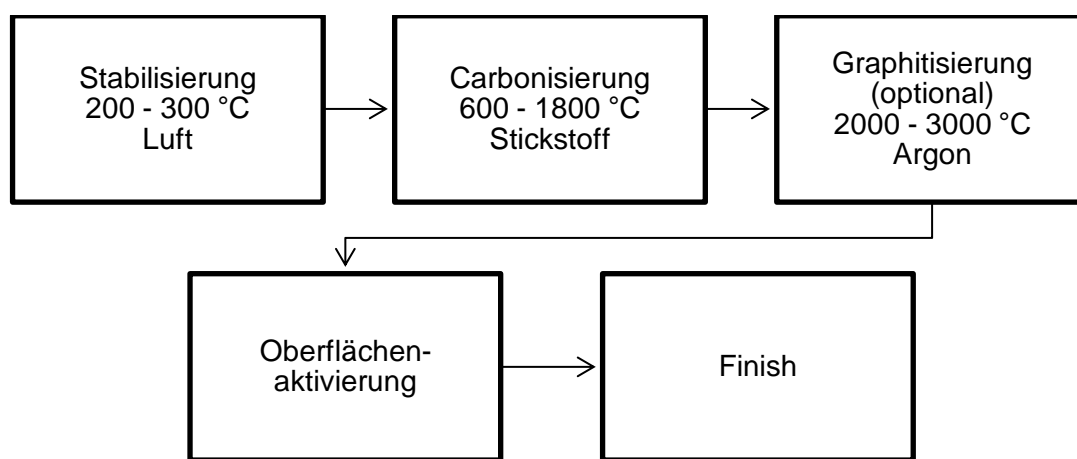 Stabilisierung
200 - 300 °C
Luft
Carbonisierung
600 - 1800 °C
Stickstoff
Graphitisierung
(optional)
2000 - 3000 °C
Argon
Oberflächen-
aktivierung
Finish